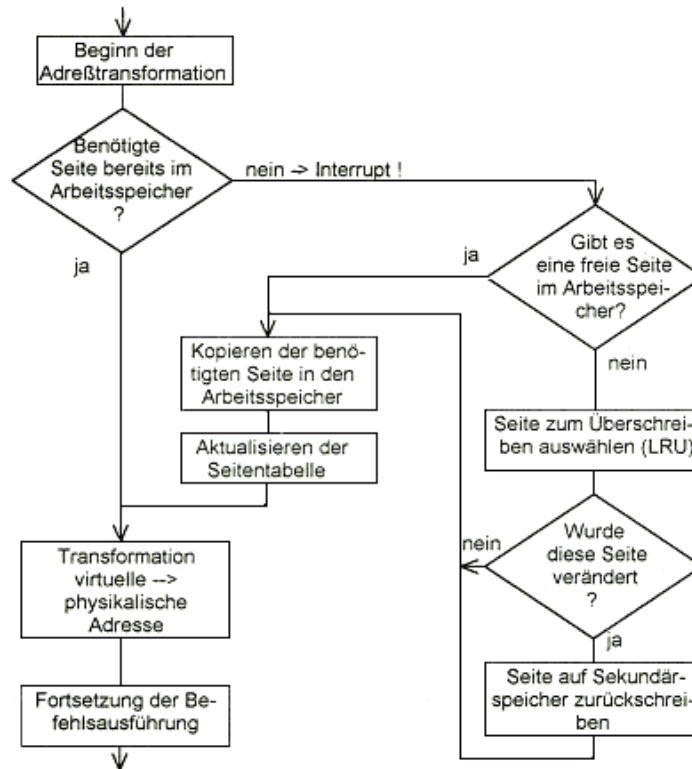 Beginn der
Adreßtransformation
Benötigte
Seite bereits im
Arbeitsspeicher
?
nein -> Interrupt !
ja
Gibt es
eine freie Seite
im Arbeitsspei-
cher?
ja
nein
Kopieren der benö-
tigten Seite in den
Arbeitsspeicher
Aktualisieren der
Seitentabelle
Seite zum Überschrei-
ben auswählen (LRU)
Wurde
diese Seite
verändert
?
nein
ja
Seite auf Sekundär-
speicher zurückschrei-
ben
Transformation
virtuelle -->
physikalische
Adresse
Fortsetzung der Be-
fehlsausführung